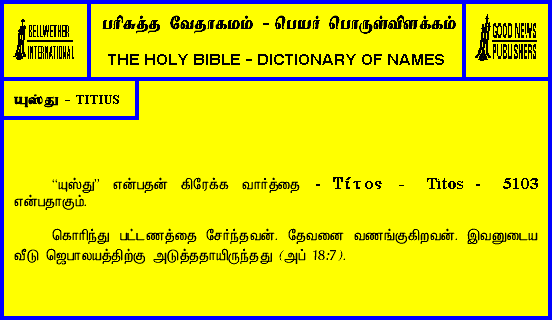 BELLWETHER
INTERNATIONAL
பரிசுத்த வேதாகமம் - பெயர் பொருள்விளக்கம்
THE HOLY BIBLE - DICTIONARY OF NAMES
GOOD NEWS
PUBLISHERS
யுஸ்து - TITIUS
“யுஸ்து” என்பதன் கிரேக்க வார்த்தை - Τίτος - Titos - 5103
என்பதாகும்.
கொரிந்து பட்டணத்தை சேர்ந்தவன். தேவனை வணங்குகிறவன். இவனுடைய
வீடு ஜெபாலயத்திற்கு அடுத்ததாயிருந்தது (அப் 18:7).